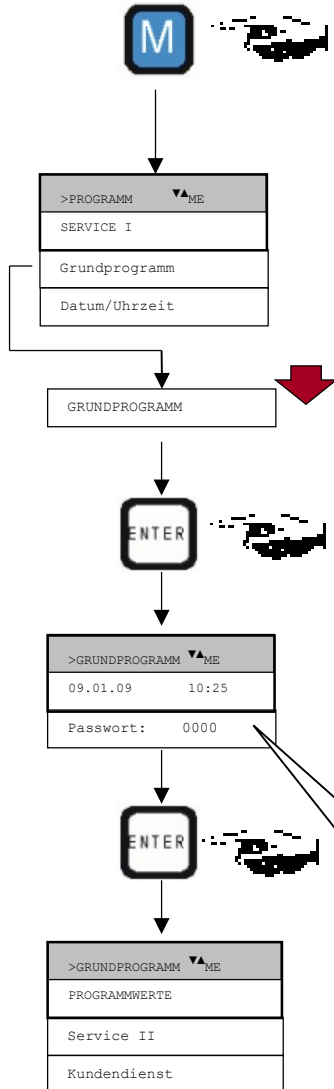 M
>PROGRAMM ▼▲ME
SERVICE I
Grundprogramm
Datum/Uhrzeit
GRUNDPROGRAMM
ENTER
>GRUNDPROGRAMM ▼▲ME
09.01.09 10:25
Passwort: 0000
ENTER
>GRUNDPROGRAMM ▼▲ME
PROGRAMMWERTE
Service II
Kundendienst